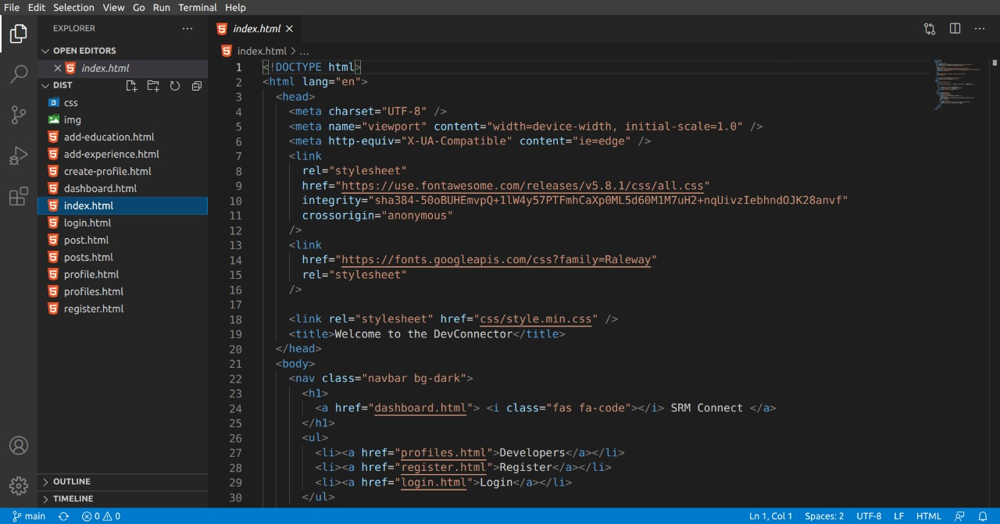 File Edit Selection View Go Run Terminal Help
EXPLORER ...
OPEN EDITORS
index.html
DIST
css
img
add-education.html
add-experience.html
create-profile.html
dashboard.html
index.html
login.html
post.html
posts.html
profile.html
profiles.html
register.html
OUTLINE
TIMELINE
index.html
index.html > ...
1 <!DOCTYPE html>
2 <html lang="en">
3 <head>
4 <meta charset="UTF-8" />
5 <meta name="viewport" content="width=device-width, initial-scale=1.0" />
6 <meta http-equiv="X-UA-Compatible" content="ie=edge" />
7 <link
8 rel="stylesheet"
9 href="https://use.fontawesome.com/releases/v5.8.1/css/all.css"
10 integrity="sha384-50oBUHEmvpQ+1lW4y57PTFmhCaXp0ML5d60M1M7uH2+nqUivzIebhndOJK28anvf"
11 crossorigin="anonymous"
12 />
13 <link
14 href="https://fonts.googleapis.com/css?family=Raleway"
15 rel="stylesheet"
16 />
17
18 <link rel="stylesheet" href="css/style.min.css" />
19 <title>Welcome to the DevConnector</title>
20 </head>
21 <body>
22 <nav class="navbar bg-dark">
23 <h1>
24 <a href="dashboard.html"> <i class="fas fa-code"></i> SRM Connect </a>
25 </h1>
26 <ul>
27 <li><a href="profiles.html">Developers</a></li>
28 <li><a href="register.html">Register</a></li>
29 <li><a href="login.html">Login</a></li>
30 </ul>
main 0 0 Ln 1, Col 1 Spaces: 2 UTF-8 LF HTML